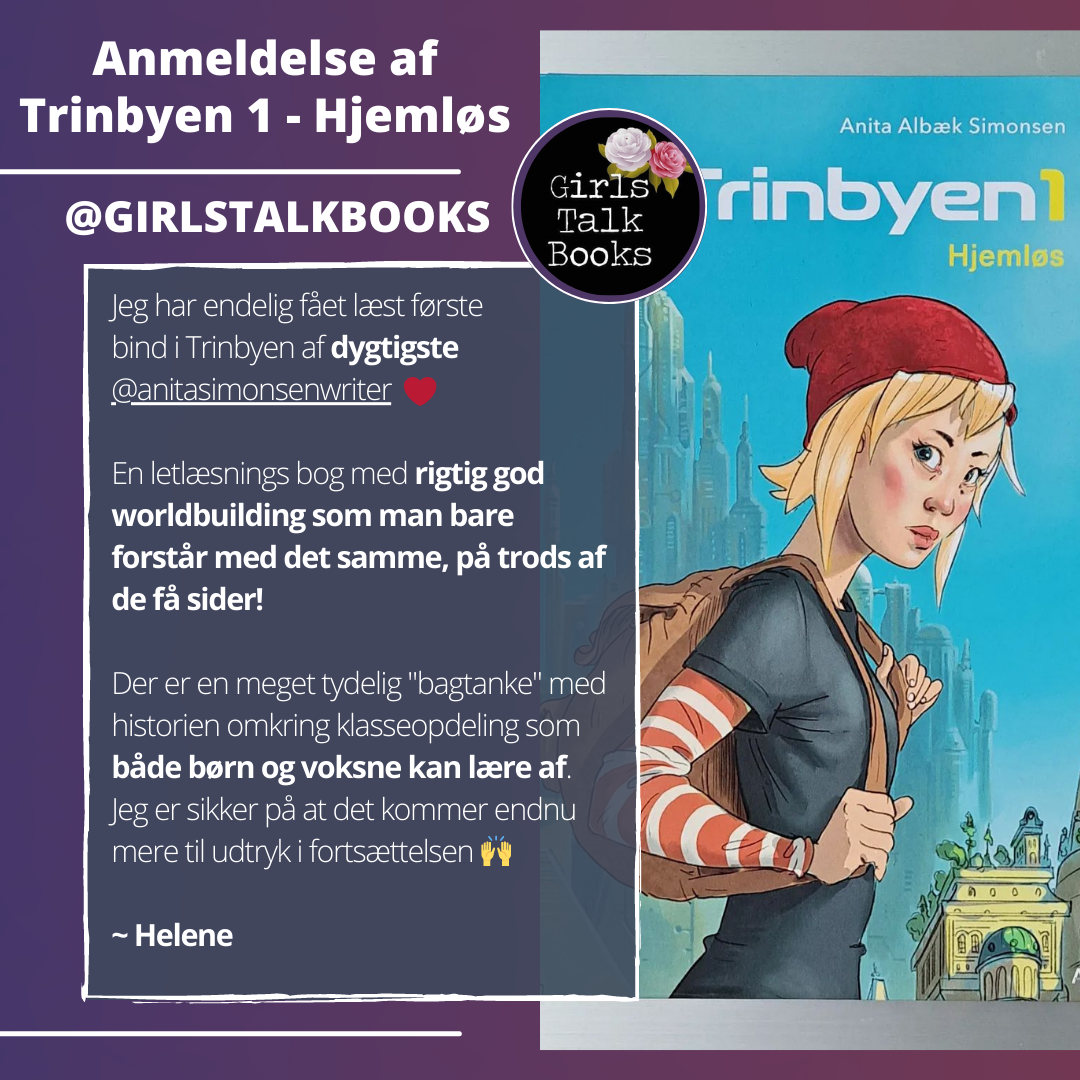 Anmeldelse af
Trinbyen 1 - Hjemløs
@GIRLSTALKBOOKS
Jeg har endelig fået læst første
bind i Trinbyen af dygtigste
@anitasimonsenwriter ❤️
En letlæsnings bog med rigtig god
worldbuilding som man bare
forstår med det samme, på trods af
de få sider!
Der er en meget tydelig "bagtanke" med
historien omkring klasseopdeling som
både børn og voksne kan lære af.
Jeg er sikker på at det kommer endnu
mere til udtryk i fortsættelsen 🙌
~ Helene
Girls
Talk
Books
Anita Albæk Simonsen
Trinbyen1
Hjemløs